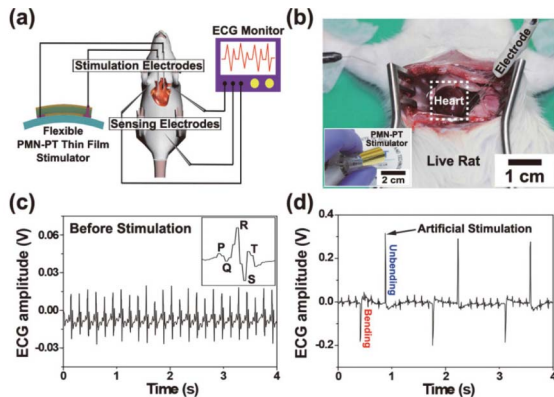 (a)
ECG Monitor
Stimulation Electrodes
Sensing Electrodes
Flexible
PMN-PT Thin Film
Stimulator
(b)
Electrode
Heart
PMN-PT
Stimulator
2 cm
Live Rat
1 cm
(c)
ECG amplitude (V)
0.06
0.03
0.00
-0.03
Before Stimulation
R
P
T
Q
S
0
1
2
3
4
Time (s)
(d)
ECG amplitude (V)
0.4
0.2
0.0
-0.2
Artificial Stimulation
Unbending
Bending
0
1
2
3
4
Time (s)